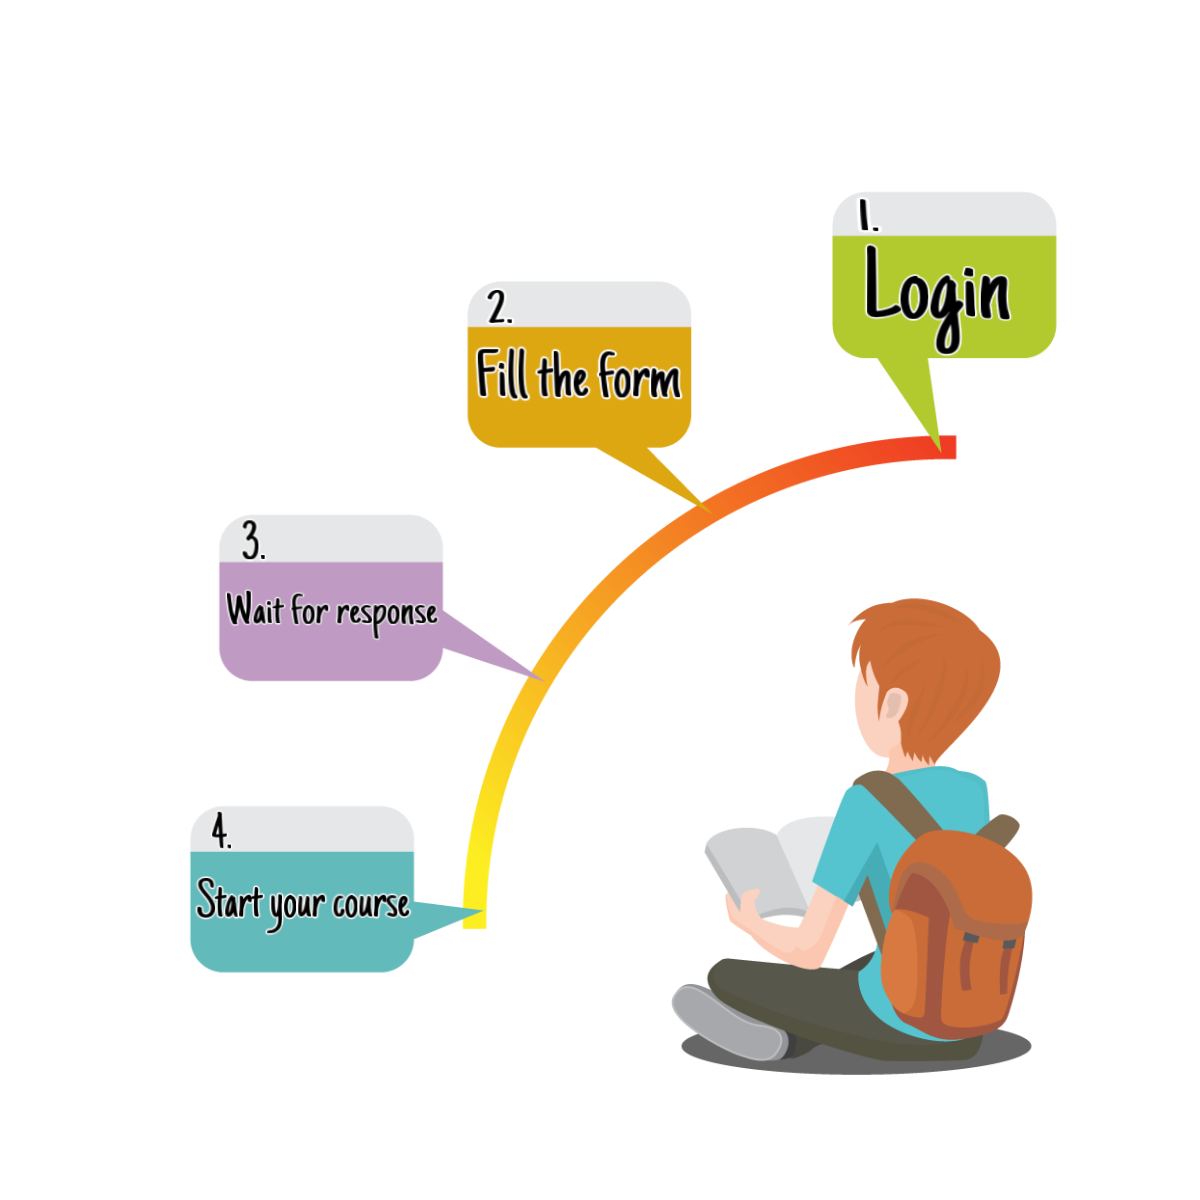 1.
Login
2.
Fill the form
3.
Wait for response
4.
Start your course